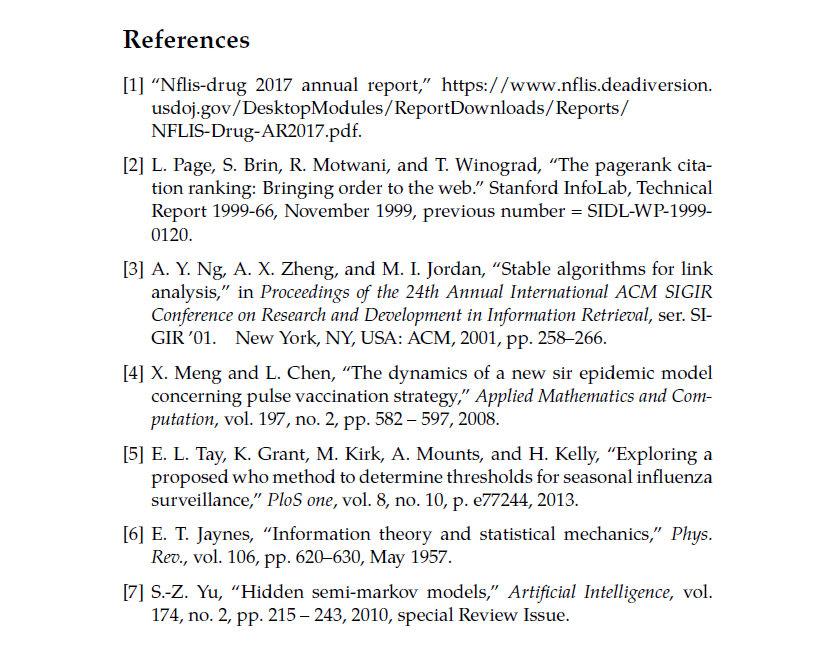 References
[1] “Nflis-drug 2017 annual report,” https://www.nflis.deadiversion.
usdoj.gov/DesktopModules/ReportDownloads/Reports/
NFLIS-Drug-AR2017.pdf.
[2] L. Page, S. Brin, R. Motwani, and T. Winograd, “The pagerank cita-
tion ranking: Bringing order to the web.” Stanford InfoLab, Technical
Report 1999-66, November 1999, previous number = SIDL-WP-1999-
0120.
[3] A. Y. Ng, A. X. Zheng, and M. I. Jordan, “Stable algorithms for link
analysis,” in Proceedings of the 24th Annual International ACM SIGIR
Conference on Research and Development in Information Retrieval, ser. SI-
GIR ’01. New York, NY, USA: ACM, 2001, pp. 258–266.
[4] X. Meng and L. Chen, “The dynamics of a new sir epidemic model
concerning pulse vaccination strategy,” Applied Mathematics and Com-
putation, vol. 197, no. 2, pp. 582 – 597, 2008.
[5] E. L. Tay, K. Grant, M. Kirk, A. Mounts, and H. Kelly, “Exploring a
proposed who method to determine thresholds for seasonal influenza
surveillance,” PloS one, vol. 8, no. 10, p. e77244, 2013.
[6] E. T. Jaynes, “Information theory and statistical mechanics,” Phys.
Rev., vol. 106, pp. 620–630, May 1957.
[7] S.-Z. Yu, “Hidden semi-markov models,” Artificial Intelligence, vol.
174, no. 2, pp. 215 – 243, 2010, special Review Issue.